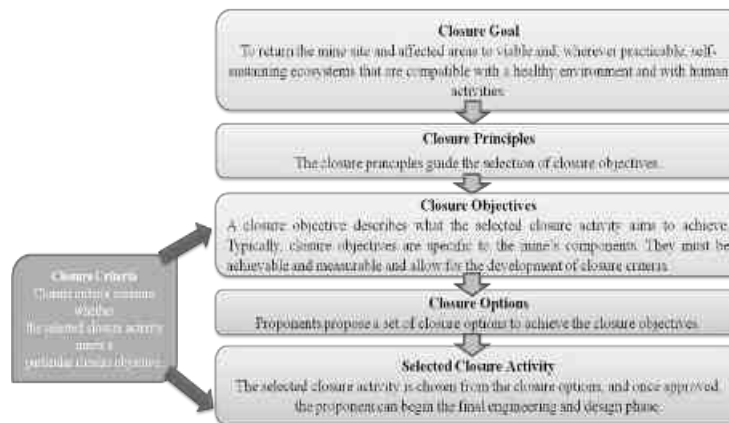 Closure Goal
To return the mine site and affected areas to viable and, wherever practicable, self-
sustaining ecosystems that are compatible with a healthy environment and with human
activities.
Closure Principles
The closure principles guide the selection of closure objectives.
Closure Objectives
A closure objective describes what the selected closure activity aims to achieve.
Typically, closure objectives are specific to the mine's components. They must be
achievable and measurable and allow for the development of closure criteria.
Closure Criteria
Closure criteria
whether
the selected closure activity
meets a
particular closure objective.
Closure Options
Proponents propose a set of closure options to achieve the closure objectives.
Selected Closure Activity
The selected closure activity is chosen from the closure options, and once approved,
the proponent can begin the final engineering and design phase.